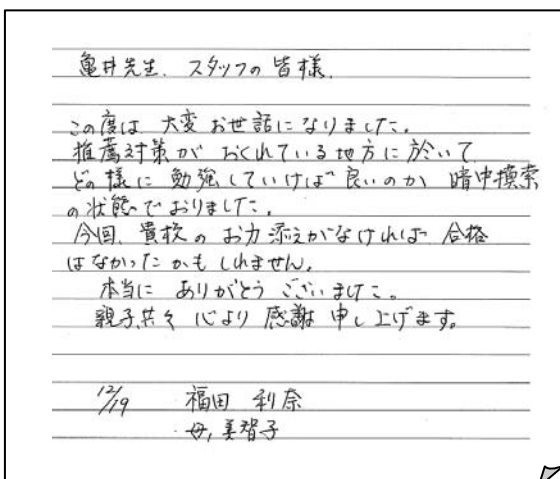 亀井先生、スタッフの皆様、
この度は 大変 お世話になりました。
推薦対策が おくれている地方に於いて
どの様に 勉強していけば 良いのか 暗中模索
の状態でおりました。
今回、貴校の お力添えがなければ 合格
はなかったかもしれません。
本当に ありがとう ございました。
親子共々 心より 感謝 申し上げます。
12/19 福田 利奈
母, 美智子